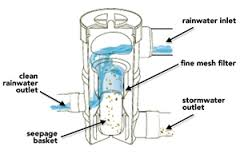 rainwater inlet
fine mesh filter
clean
rainwater
outlet
stormwater
outlet
seepage
basket